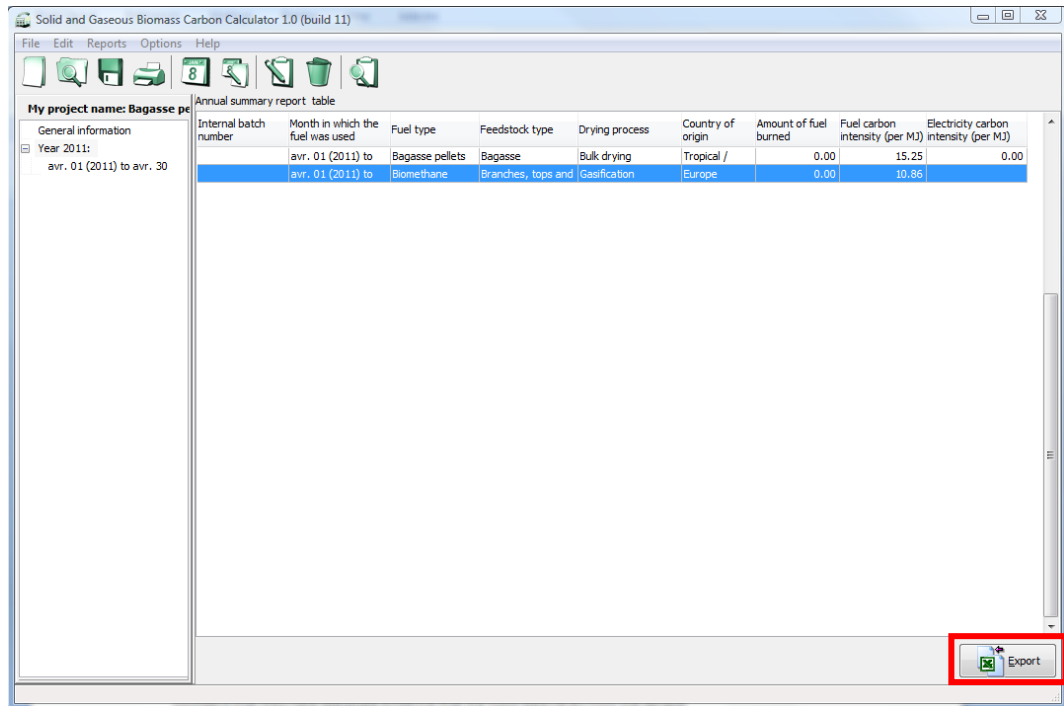 Solid and Gaseous Biomass Carbon Calculator 1.0 (build 11)
File Edit Reports Options Help
My project name: Bagasse pe
General information
Year 2011:
avr. 01 (2011) to avr. 30
Annual summary report table
Internal batch number Month in which the fuel was used Fuel type Feedstock type Drying process Country of origin Amount of fuel burned Fuel carbon intensity (per MJ) Electricity carbon intensity (per MJ)
avr. 01 (2011) to Bagasse pellets Bagasse Bulk drying Tropical / 0.00 15.25 0.00
avr. 01 (2011) to Biomethane Branches, tops and Gasification Europe 0.00 10.86
Export